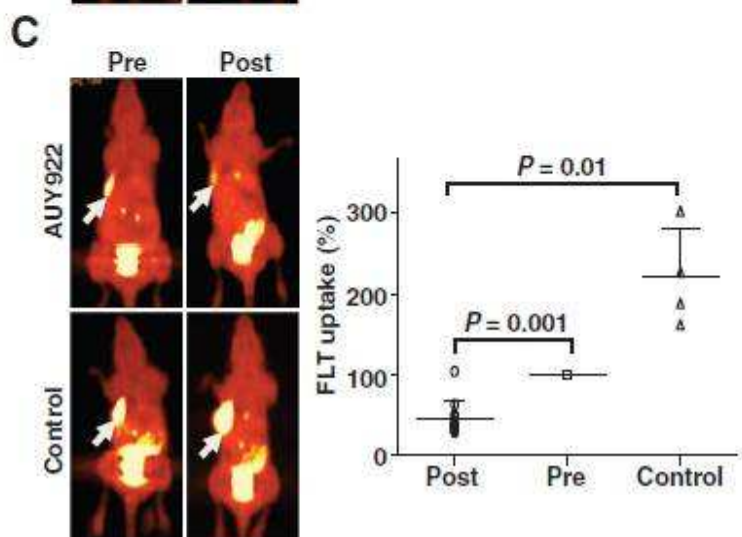 C
Pre Post
AUY922
Control
FLT uptake (%)
P = 0.01
300
P = 0.001
200
100
0
Post Pre Control